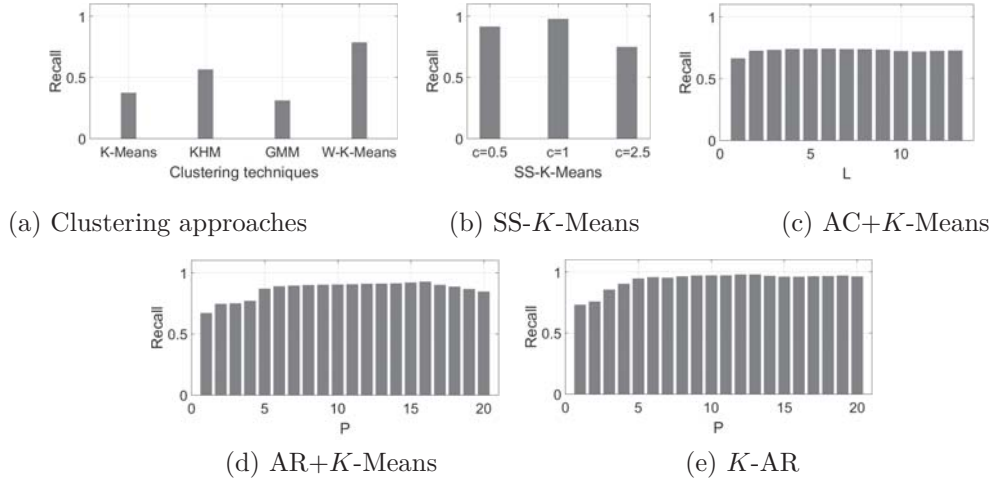 1
0.5
0
Recall
K-Means KHM GMM W-K-Means
Clustering techniques
(a) Clustering approaches
1
0.5
0
Recall
c=0.5 c=1 c=2.5
SS-K-Means
(b) SS-K-Means
1
0.5
0
Recall
0 5 10
L
(c) AC+K-Means
1
0.5
0
Recall
0 5 10 15 20
P
(d) AR+K-Means
1
0.5
0
Recall
0 5 10 15 20
P
(e) K-AR